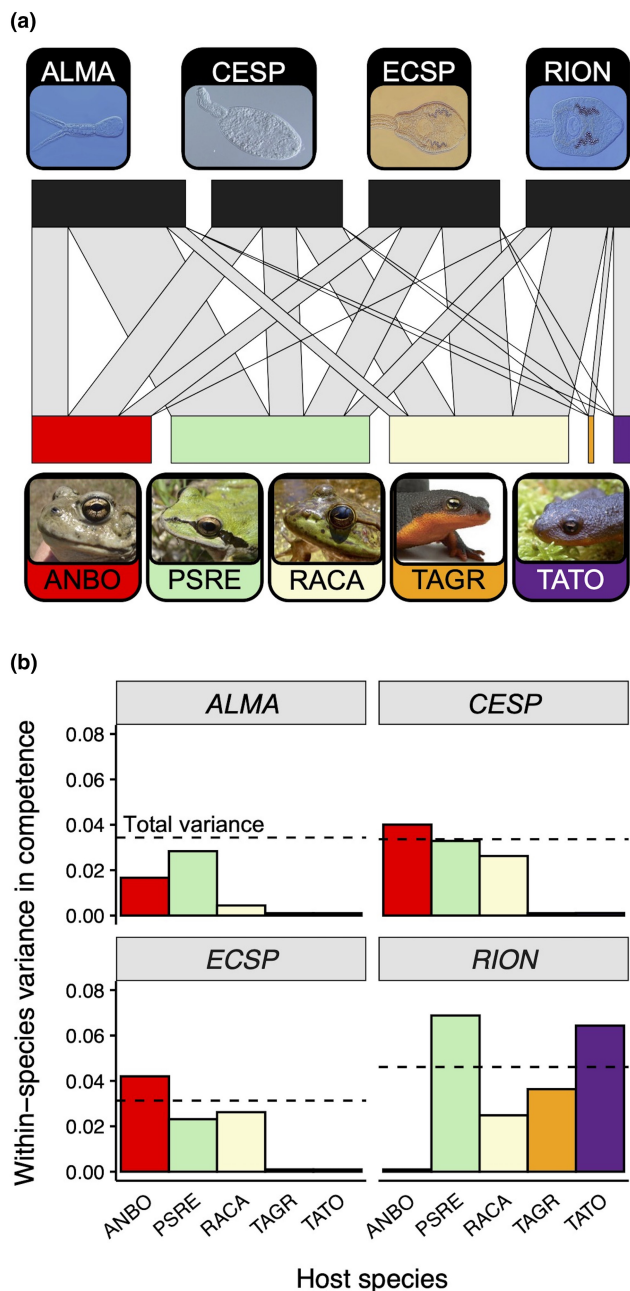 (a)
ALMA CESP ECSP RION
ANBO PSRE RACA TAGR TATO
(b)
Within−species variance in competence
ALMA CESP
0.08
0.06
0.04
0.02
0.00
Total variance
ECSP RION
0.08
0.06
0.04
0.02
0.00
ANBO PSRE RACA TAGR TATO ANBO PSRE RACA TAGR TATO
Host species